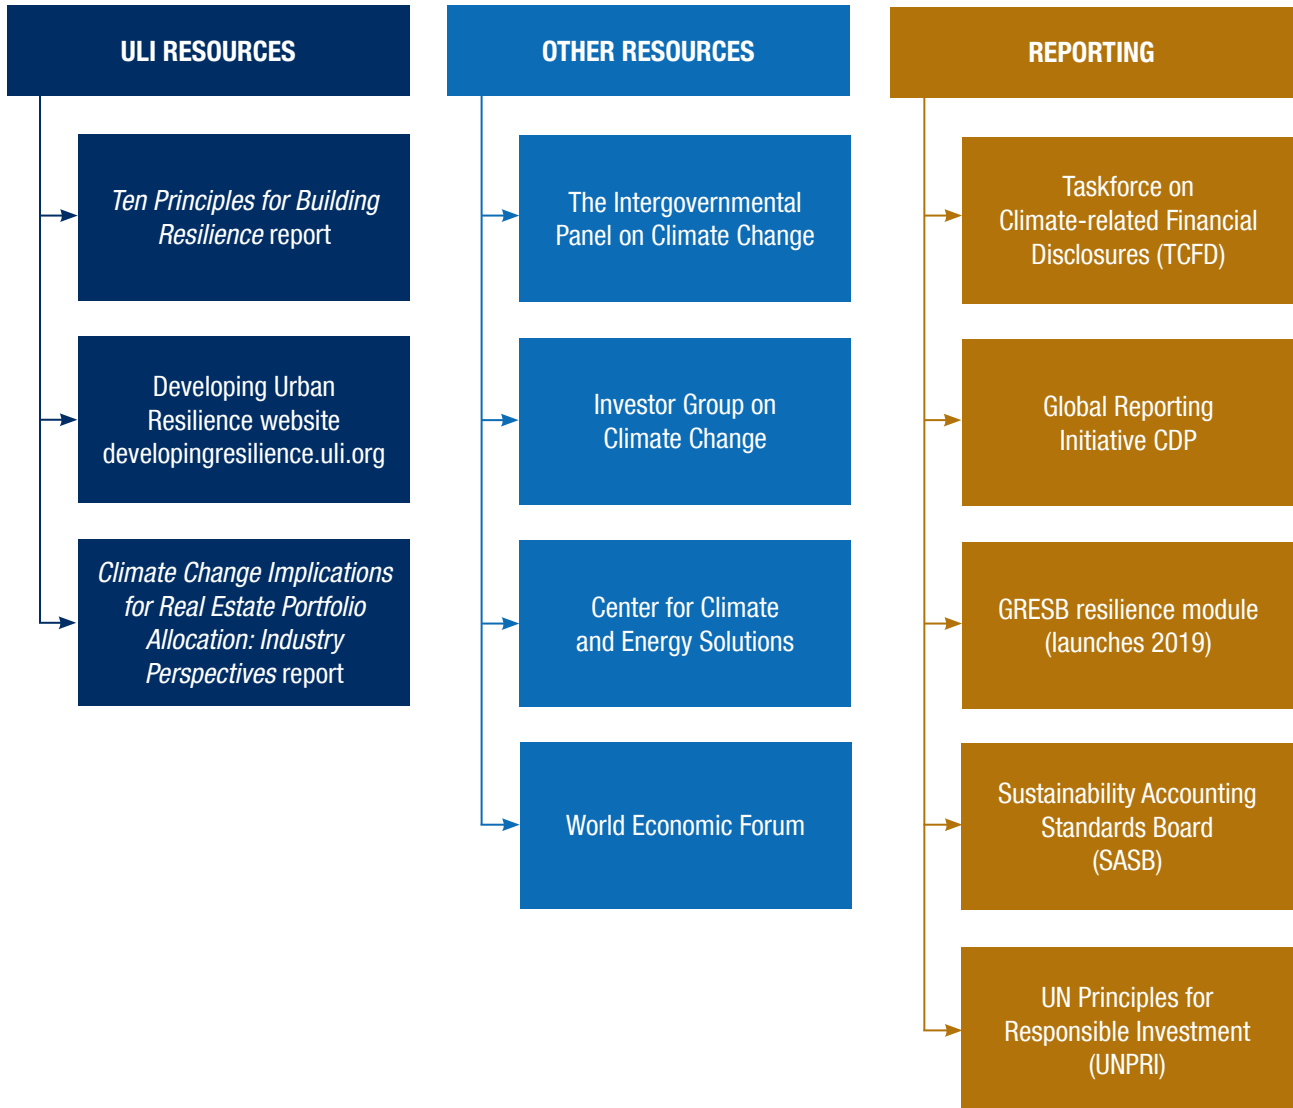 ULI RESOURCES
Ten Principles for Building
Resilience report
Developing Urban
Resilience website
developingresilience.uli.org
Climate Change Implications
for Real Estate Portfolio
Allocation: Industry
Perspectives report
OTHER RESOURCES
The Intergovernmental
Panel on Climate Change
Investor Group on
Climate Change
Center for Climate
and Energy Solutions
World Economic Forum
REPORTING
Taskforce on
Climate-related Financial
Disclosures (TCFD)
Global Reporting
Initiative CDP
GRESB resilience module
(launches 2019)
Sustainability Accounting
Standards Board
(SASB)
UN Principles for
Responsible Investment
(UNPRI)